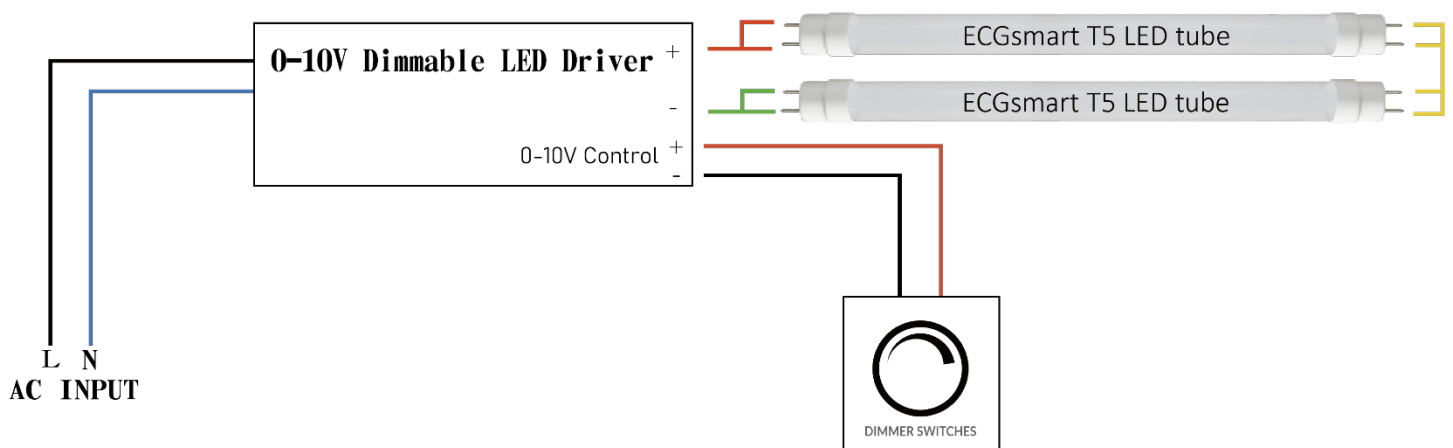 0-10V Dimmable LED Driver +
-
0-10V Control +
-
ECGsmart T5 LED tube
ECGsmart T5 LED tube
L N
AC INPUT
DIMMER SWITCHES